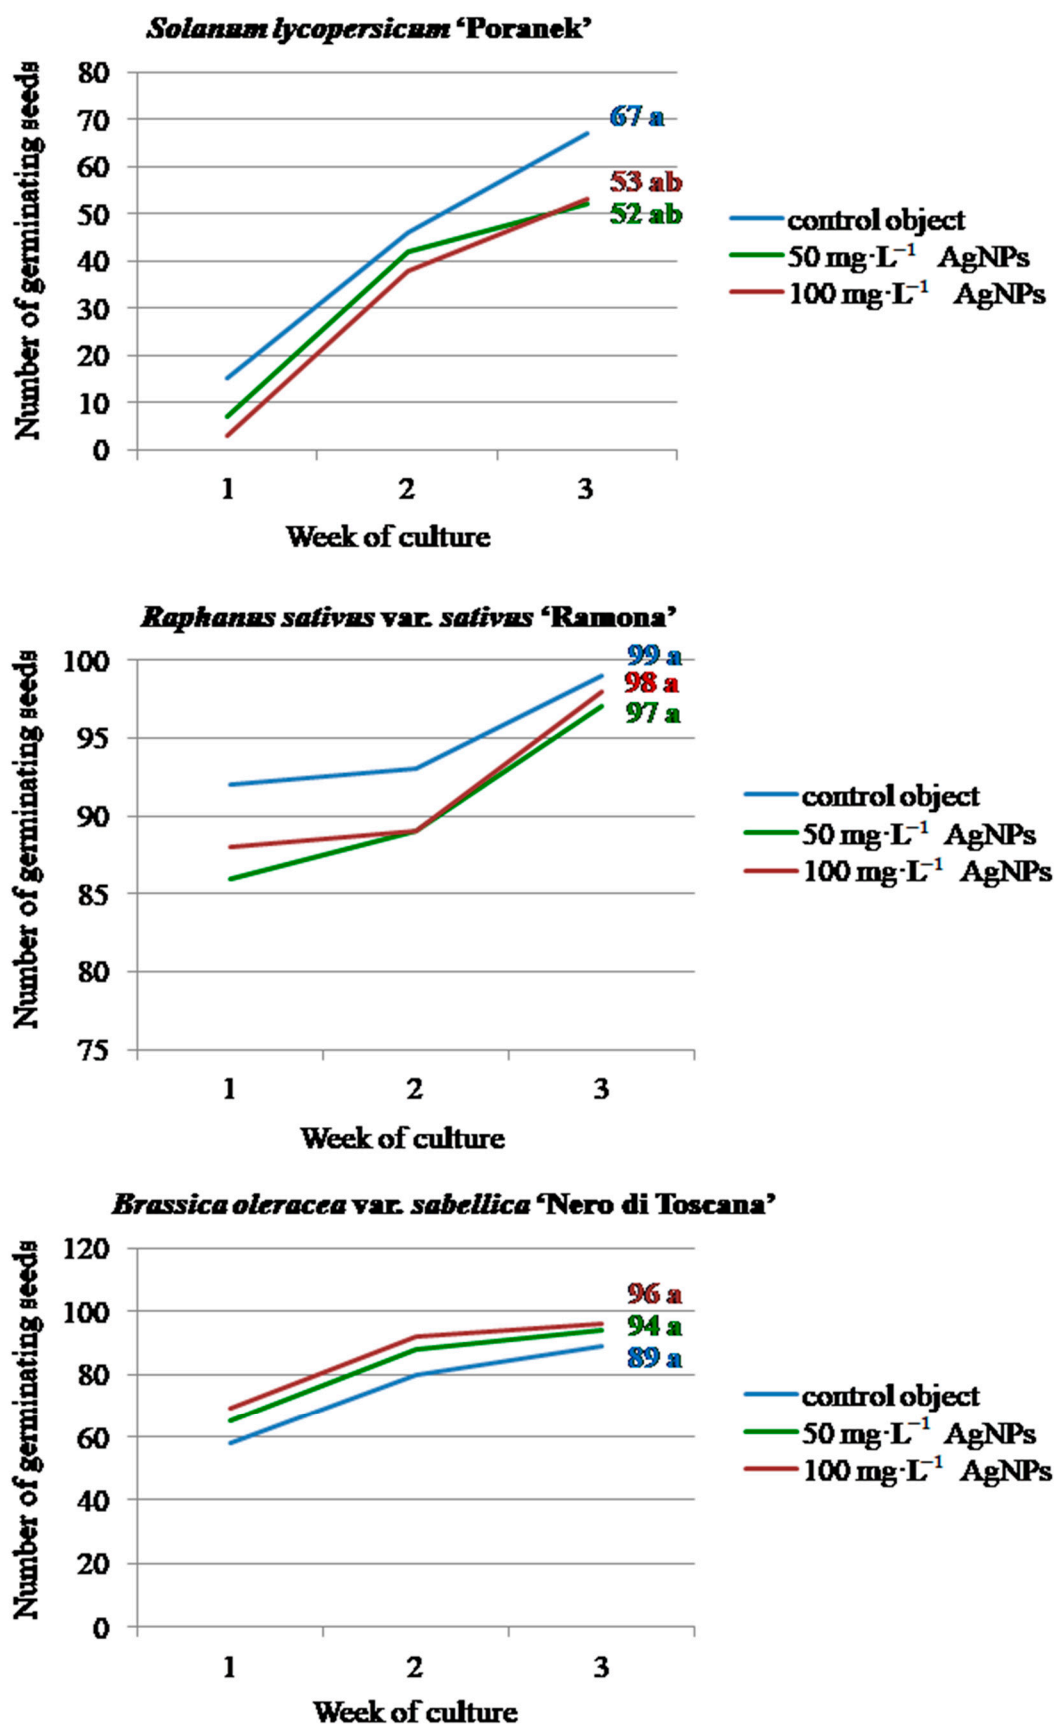 Solanum lycopersicum ‘Poranek’
Number of germinating seeds
80
70
60
50
40
30
20
10
0
67 a
53 ab
52 ab
control object
50 mg·L⁻¹ AgNPs
100 mg·L⁻¹ AgNPs
1 2 3
Week of culture
Raphanus sativus var. sativus ‘Ramona’
Number of germinating seeds
100
95
90
85
80
75
99 a
98 a
97 a
control object
50 mg·L⁻¹ AgNPs
100 mg·L⁻¹ AgNPs
1 2 3
Week of culture
Brassica oleracea var. sabellica ‘Nero di Toscana’
Number of germinating seeds
120
100
80
60
40
20
0
96 a
94 a
89 a
control object
50 mg·L⁻¹ AgNPs
100 mg·L⁻¹ AgNPs
1 2 3
Week of culture